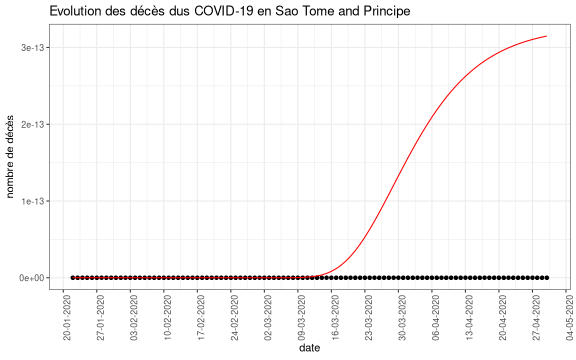 Evolution des décès dus COVID-19 en Sao Tome and Principe
nombre de décès
3e-13
2e-13
1e-13
0e+00
20-01-2020
27-01-2020
03-02-2020
10-02-2020
17-02-2020
24-02-2020
02-03-2020
09-03-2020
16-03-2020
23-03-2020
30-03-2020
06-04-2020
13-04-2020
20-04-2020
27-04-2020
04-05-2020
date